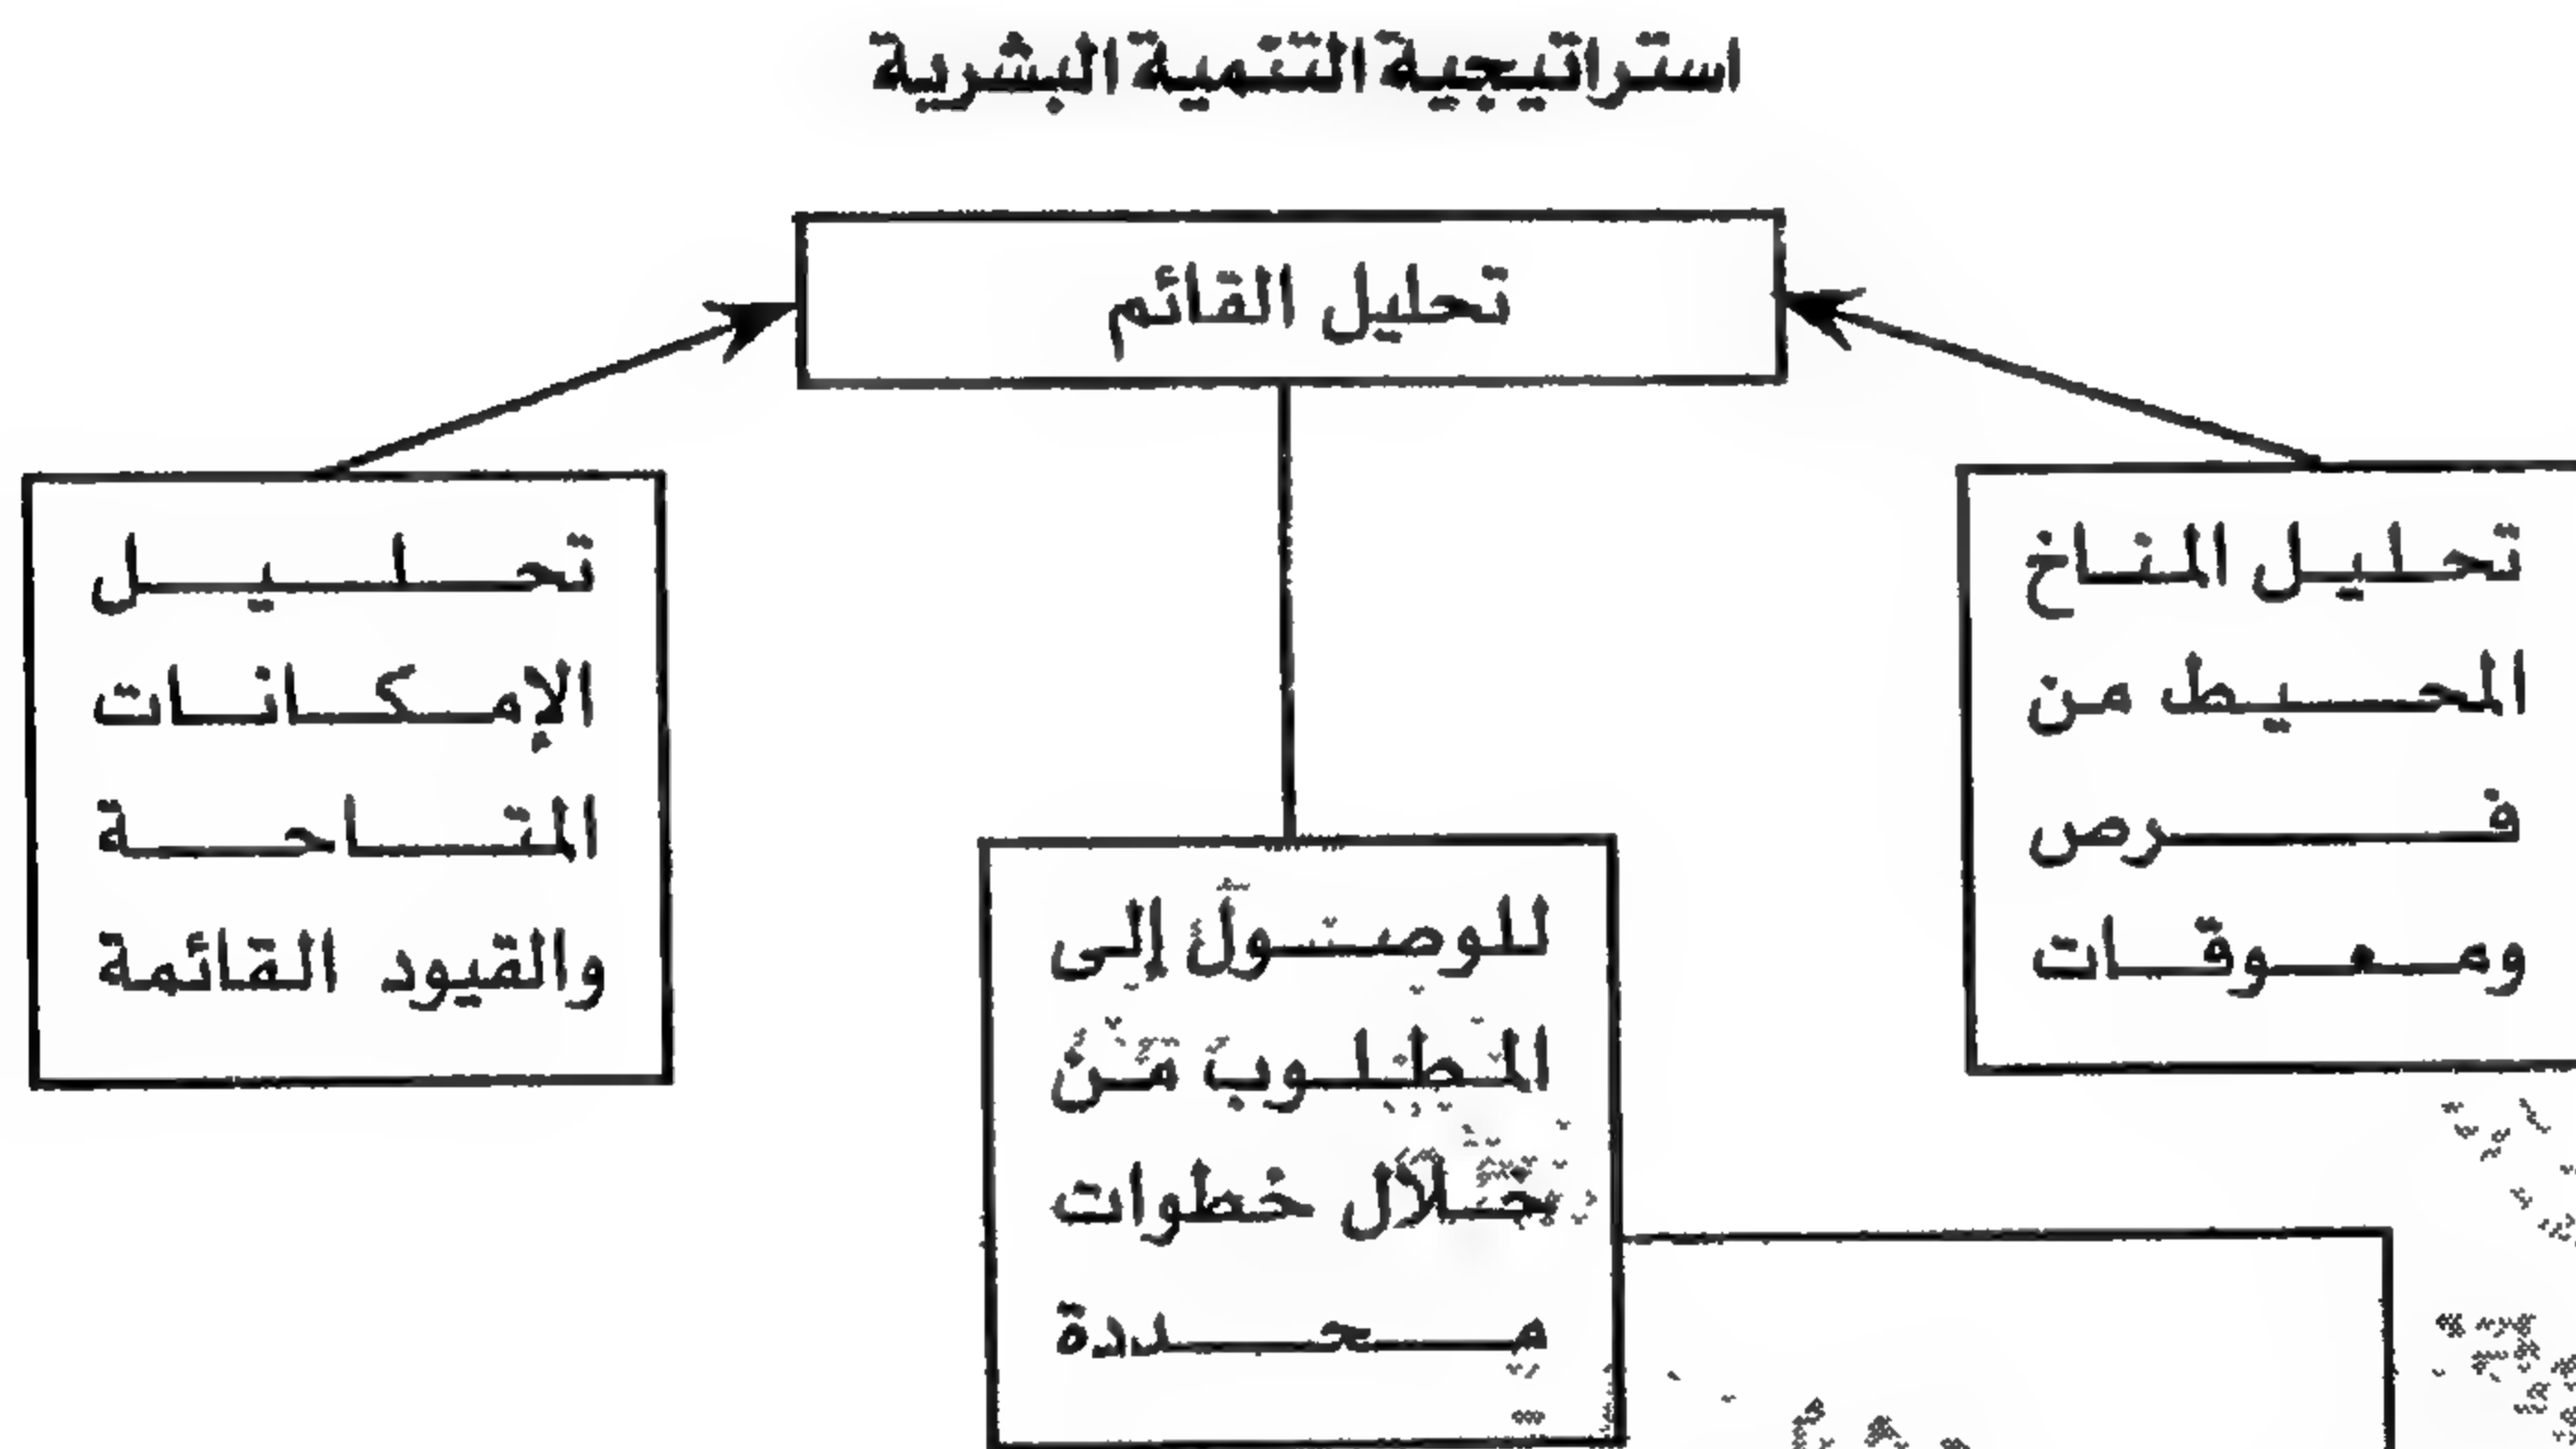 استراتيجية التنمية البشرية
تحليل القائم
تحليل المناخ
المحيط من
فرص
ومعوقات
تحليل
الإمكانات
المتاحة
والقيود القائمة
للوصول إلى
المطلوب من
خلال خطوات
محددة